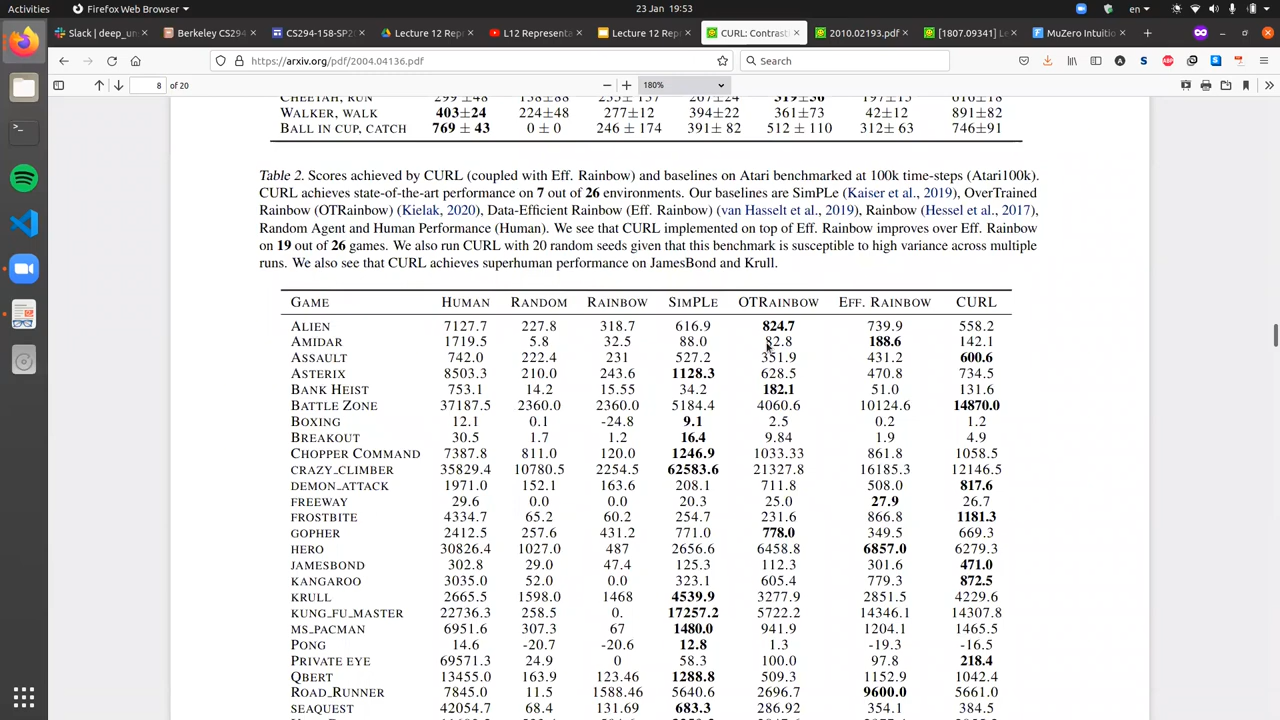 Activities
Firefox Web Browser
23 Jan 19:53
en
Slack | deep_un
Berkeley CS294
CS294-158-SP2
Lecture 12 Repre
L12 Representa
Lecture 12 Repr
CURL: Contrasti
2010.02193.pdf
[1807.09341] Le
MuZero Intuitio
https://arxiv.org/pdf/2004.04136.pdf
Search
8 of 20
180%
CHEETAH, RUN 299 ±48 138±88 267±24 319±36 197±15 616±18
WALKER, WALK 403±24 224±48 277±12 394±22 361±73 42±12 891±82
BALL IN CUP, CATCH 769 ± 43 0 ± 0 246 ± 174 391± 82 512 ± 110 312± 63 746±91
Table 2. Scores achieved by CURL (coupled with Eff. Rainbow) and baselines on Atari benchmarked at 100k time-steps (Atari100k).
CURL achieves state-of-the-art performance on 7 out of 26 environments. Our baselines are SimPLe (Kaiser et al., 2019), OverTrained
Rainbow (OTRainbow) (Kielak, 2020), Data-Efficient Rainbow (Eff. Rainbow) (van Hasselt et al., 2019), Rainbow (Hessel et al., 2017),
Random Agent and Human Performance (Human). We see that CURL implemented on top of Eff. Rainbow improves over Eff. Rainbow
on 19 out of 26 games. We also run CURL with 20 random seeds given that this benchmark is susceptible to high variance across multiple
runs. We also see that CURL achieves superhuman performance on JamesBond and Krull.
GAME HUMAN RANDOM RAINBOW SIMPLE OTRAINBOW EFF. RAINBOW CURL
ALIEN 7127.7 227.8 318.7 616.9 824.7 739.9 558.2
AMIDAR 1719.5 5.8 32.5 88.0 82.8 188.6 142.1
ASSAULT 742.0 222.4 231 527.2 351.9 431.2 600.6
ASTERIX 8503.3 210.0 243.6 1128.3 628.5 470.8 734.5
BANK HEIST 753.1 14.2 15.55 34.2 182.1 51.0 131.6
BATTLE ZONE 37187.5 2360.0 2360.0 5184.4 4060.6 10124.6 14870.0
BOXING 12.1 0.1 -24.8 9.1 2.5 0.2 1.2
BREAKOUT 30.5 1.7 1.2 16.4 9.84 1.9 4.9
CHOPPER COMMAND 7387.8 811.0 120.0 1246.9 1033.33 861.8 1058.5
CRAZY_CLIMBER 35829.4 10780.5 2254.5 62583.6 21327.8 16185.3 12146.5
DEMON_ATTACK 1971.0 152.1 163.6 208.1 711.8 508.0 817.6
FREEWAY 29.6 0.0 0.0 20.3 25.0 27.9 26.7
FROSTBITE 4334.7 65.2 60.2 254.7 231.6 866.8 1181.3
GOPHER 2412.5 257.6 431.2 771.0 778.0 349.5 669.3
HERO 30826.4 1027.0 487 2656.6 6458.8 6857.0 6279.3
JAMESBOND 302.8 29.0 47.4 125.3 112.3 301.6 471.0
KANGAROO 3035.0 52.0 0.0 323.1 605.4 779.3 872.5
KRULL 2665.5 1598.0 1468 4539.9 3277.9 2851.5 4229.6
KUNG_FU_MASTER 22736.3 258.5 0. 17257.2 5722.2 14346.1 14307.8
MS_PACMAN 6951.6 307.3 67 1480.0 941.9 1204.1 1465.5
PONG 14.6 -20.7 -20.6 12.8 1.3 -19.3 -16.5
PRIVATE EYE 69571.3 24.9 0 58.3 100.0 97.8 218.4
QBERT 13455.0 163.9 123.46 1288.8 509.3 1152.9 1042.4
ROAD_RUNNER 7845.0 11.5 1588.46 5640.6 2696.7 9600.0 5661.0
SEAQUEST 42054.7 68.4 131.69 683.3 286.92 354.1 384.5